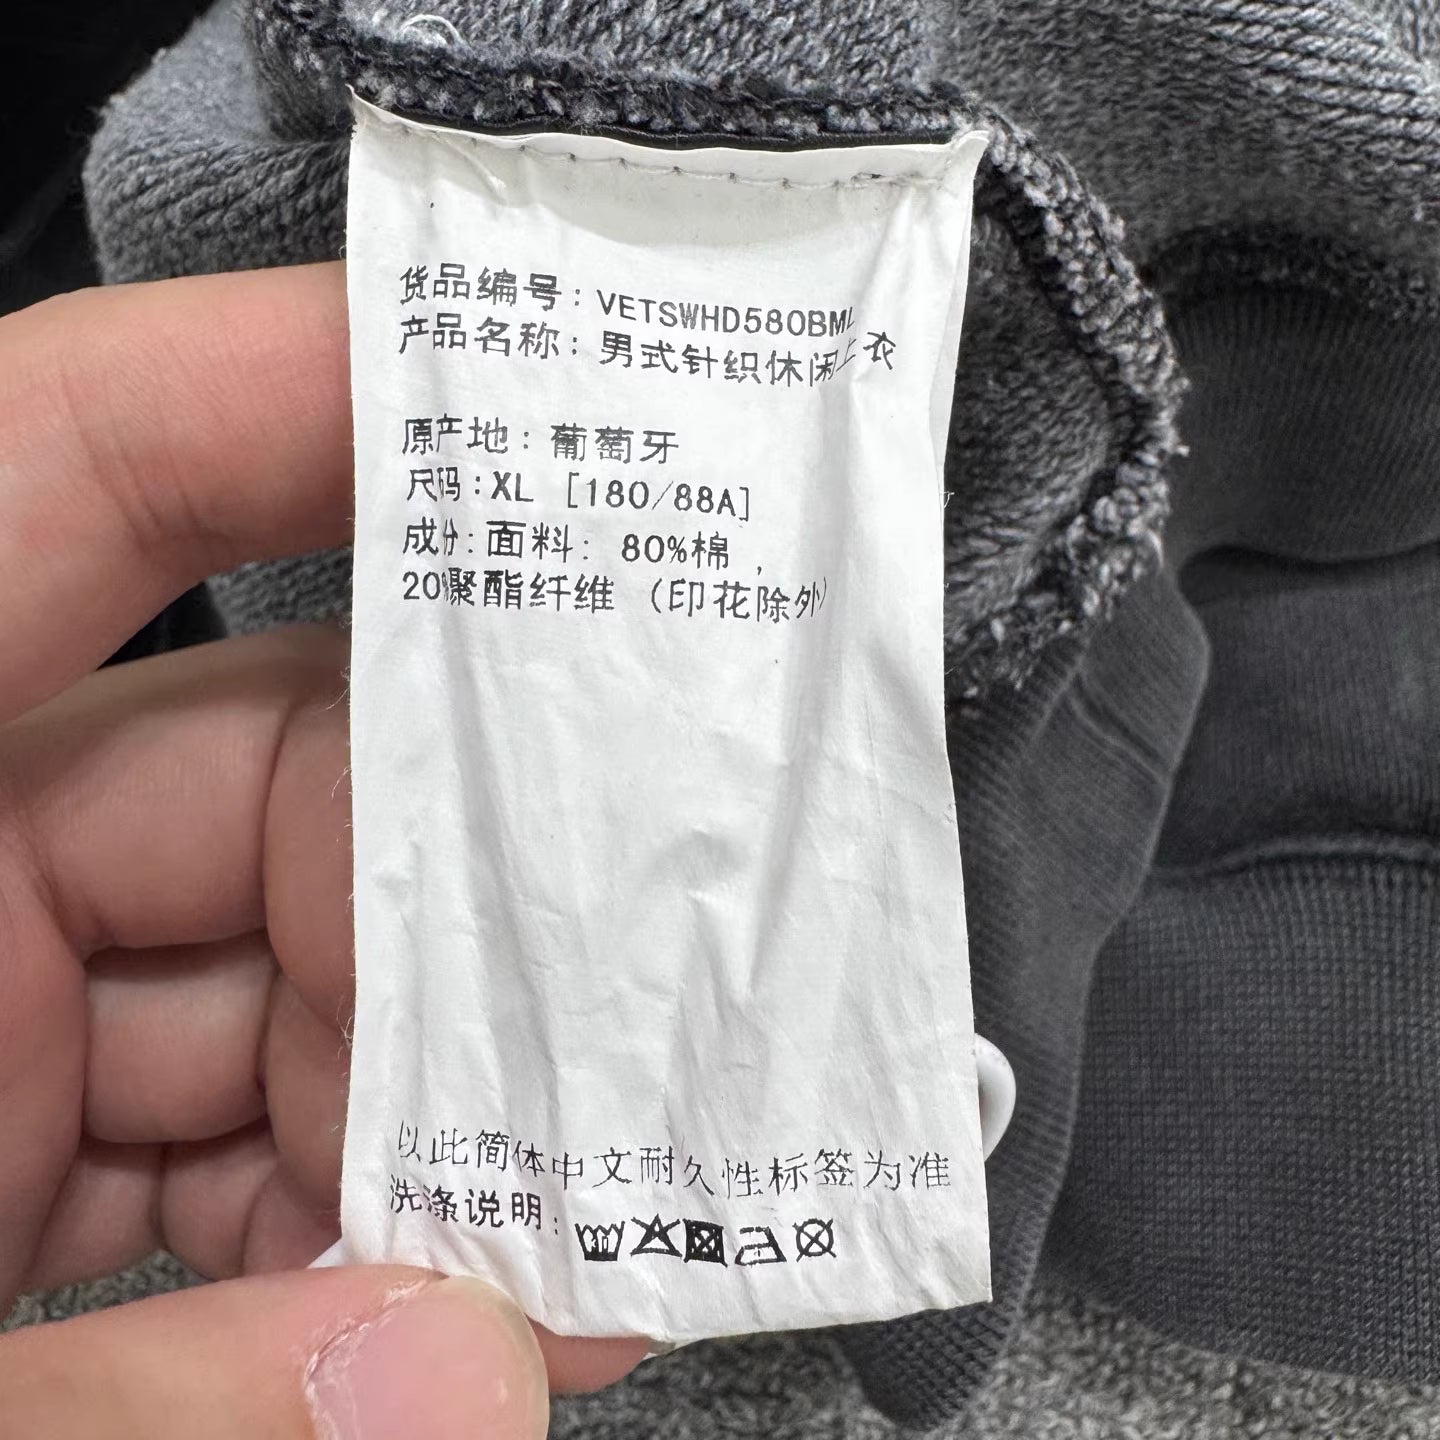 货品编号：VETSWHD580BML
产品名称：男式针织休闲上衣
原产地：葡萄牙
尺码：XL [180/88A]
成份：面料：80%棉，
20%聚酯纤维（印花除外）
以此简体中文耐久性标签为准
洗涤说明：
30